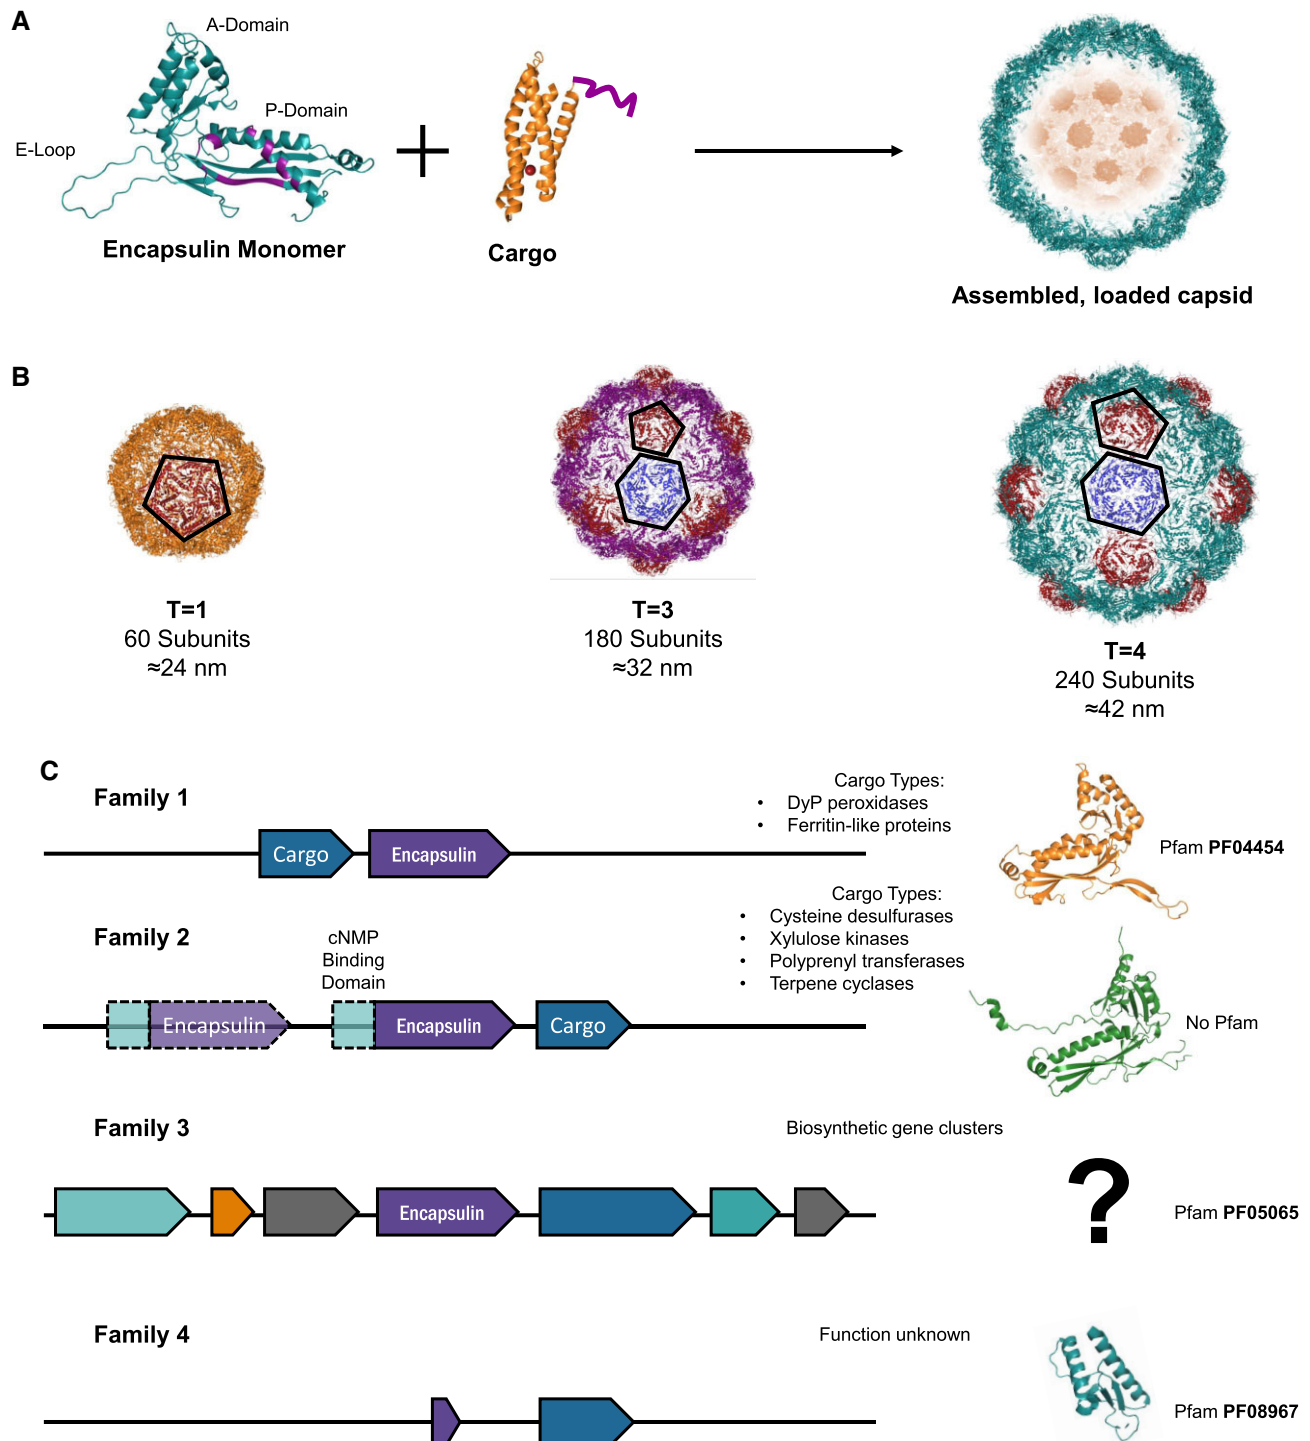 A
A-Domain
P-Domain
E-Loop
Encapsulin Monomer
Cargo
Assembled, loaded capsid
B
T=1
60 Subunits
≈24 nm
T=3
180 Subunits
≈32 nm
T=4
240 Subunits
≈42 nm
C
Family 1
Cargo
Encapsulin
Cargo Types:
• DyP peroxidases
• Ferritin-like proteins
Pfam PF04454
Family 2
cNMP
Binding
Domain
Encapsulin
Encapsulin
Cargo
Cargo Types:
• Cysteine desulfurases
• Xylulose kinases
• Polyprenyl transferases
• Terpene cyclases
No Pfam
Family 3
Encapsulin
Biosynthetic gene clusters
?
Pfam PF05065
Family 4
Function unknown
Pfam PF08967